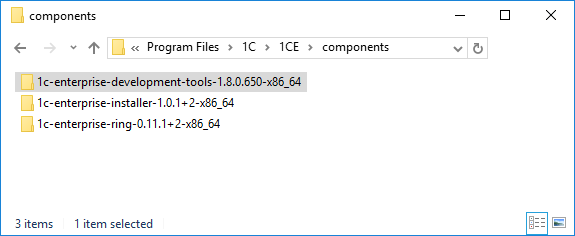 components
« Program Files > 1C > 1CE > components
1c-enterprise-development-tools-1.8.0.650-x86_64
1c-enterprise-installer-1.0.1+2-x86_64
1c-enterprise-ring-0.11.1+2-x86_64
3 items 1 item selected